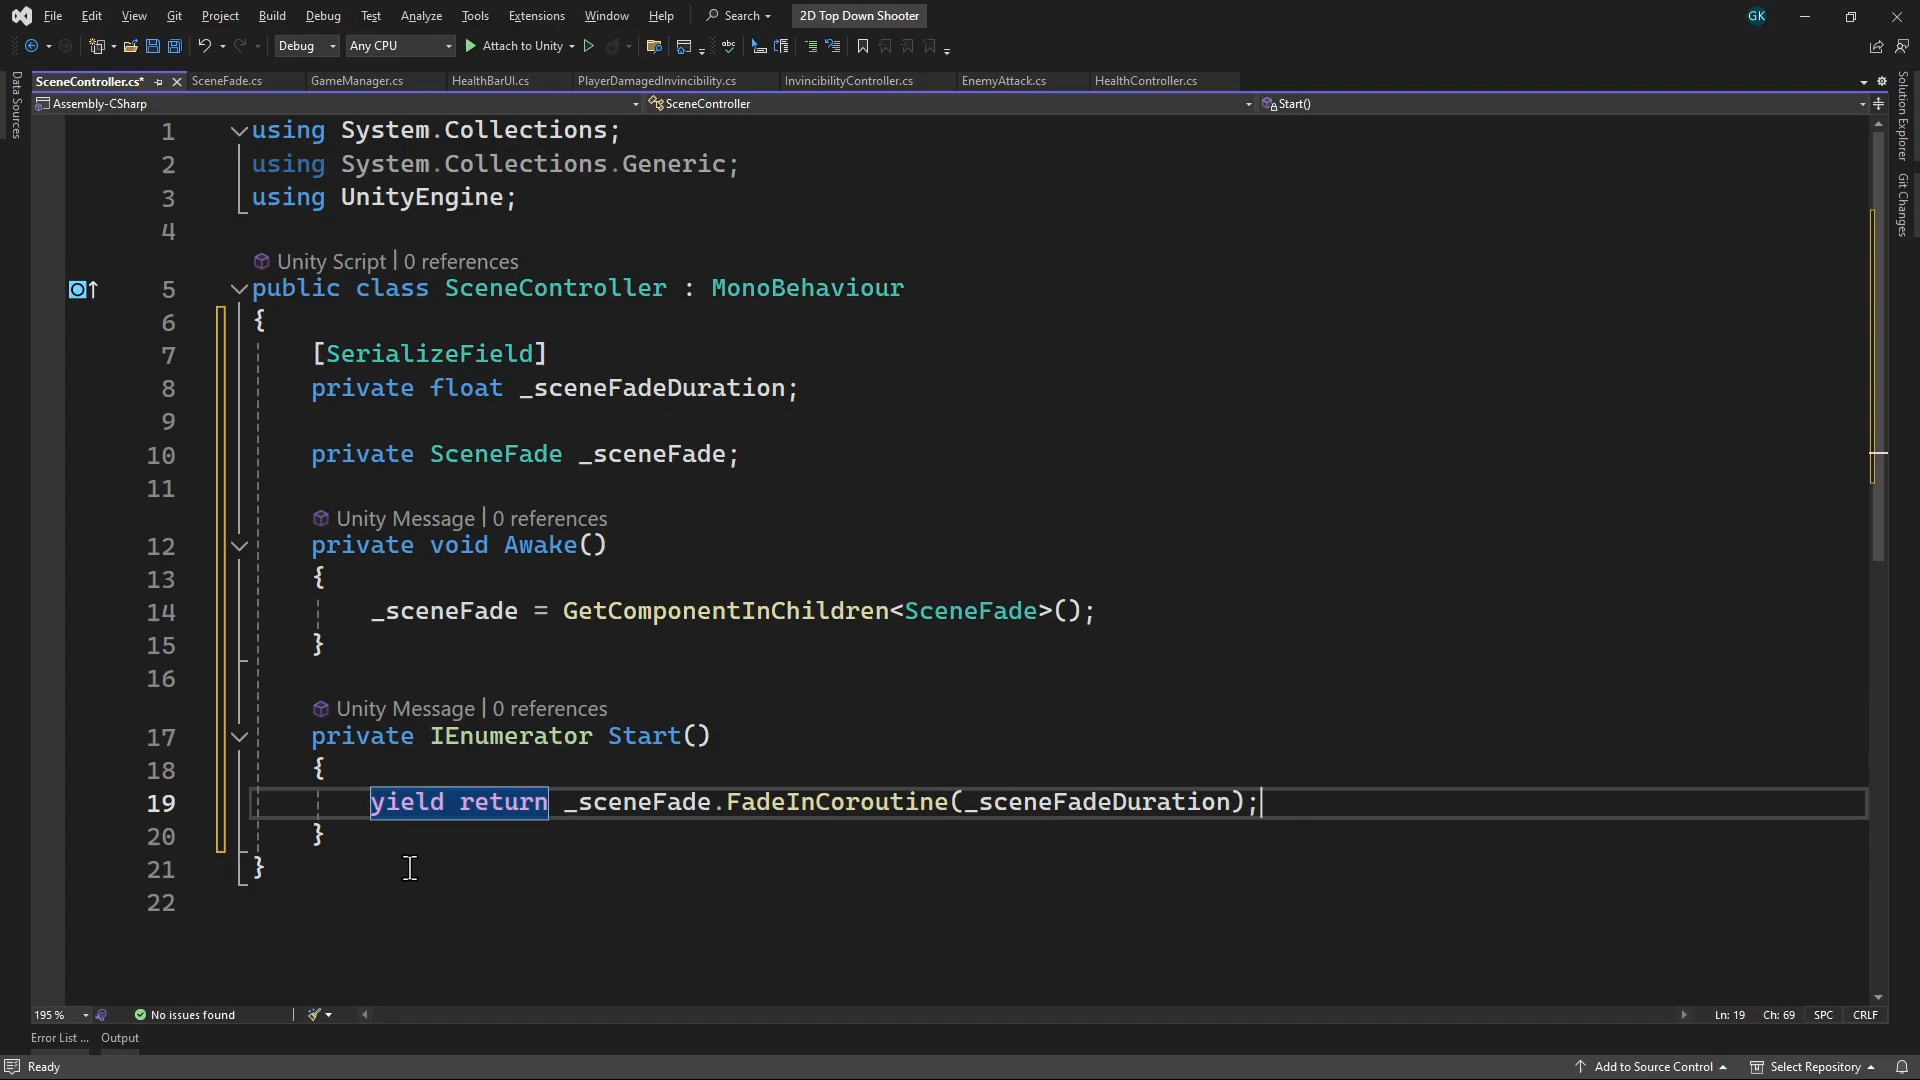 File Edit View Git Project Build Debug Test Analyze Tools Extensions Window Help Search 2D Top Down Shooter GK
Debug Any CPU Attach to Unity
SceneController.cs* SceneFade.cs GameManager.cs HealthBarUI.cs PlayerDamagedInvincibility.cs InvincibilityController.cs EnemyAttack.cs HealthController.cs
Assembly-CSharp SceneController Start()
Data Sources
Solution Explorer
Git Changes
1 using System.Collections;
2 using System.Collections.Generic;
3 using UnityEngine;
4
Unity Script | 0 references
5 public class SceneController : MonoBehaviour
6 {
7 [SerializeField]
8 private float _sceneFadeDuration;
9
10 private SceneFade _sceneFade;
11
Unity Message | 0 references
12 private void Awake()
13 {
14 _sceneFade = GetComponentInChildren<SceneFade>();
15 }
16
Unity Message | 0 references
17 private IEnumerator Start()
18 {
19 yield return _sceneFade.FadeInCoroutine(_sceneFadeDuration);
20 }
21 }
22
195 % No issues found Ln: 19 Ch: 69 SPC CRLF
Error List ... Output
Ready Add to Source Control Select Repository